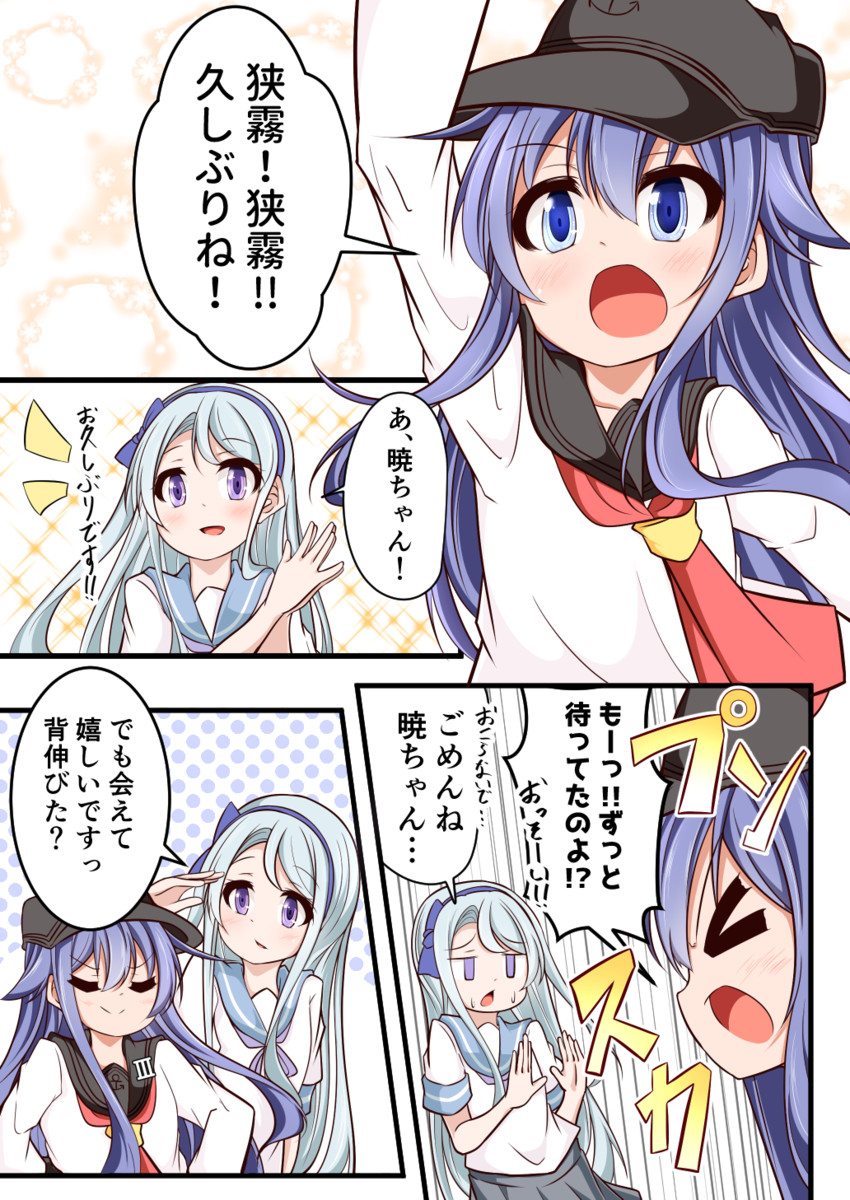 狭霧！狭霧!!
久しぶりね！
あ、暁ちゃん！
お久しぶりです!!
プンスカ
もーっ!!ずっと
待ってたのよ!?
おっそーい!!!
ごめんね
暁ちゃん…
おこらないで…
でも会えて
嬉しいですっ
背伸びた？
III